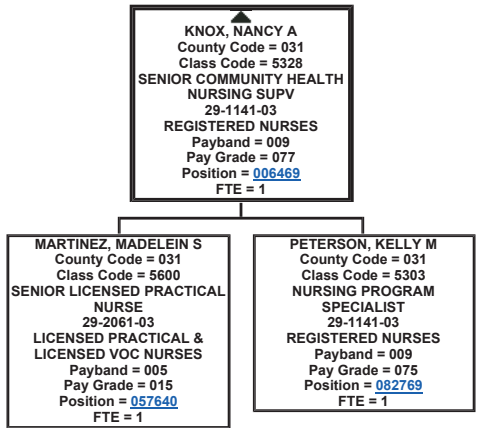 KNOX, NANCY A
County Code = 031
Class Code = 5328
SENIOR COMMUNITY HEALTH
NURSING SUPV
29-1141-03
REGISTERED NURSES
Payband = 009
Pay Grade = 077
Position = 006469
FTE = 1
MARTINEZ, MADELEIN S
County Code = 031
Class Code = 5600
SENIOR LICENSED PRACTICAL
NURSE
29-2061-03
LICENSED PRACTICAL &
LICENSED VOC NURSES
Payband = 005
Pay Grade = 015
Position = 057640
FTE = 1
PETERSON, KELLY M
County Code = 031
Class Code = 5303
NURSING PROGRAM
SPECIALIST
29-1141-03
REGISTERED NURSES
Payband = 009
Pay Grade = 075
Position = 082769
FTE = 1